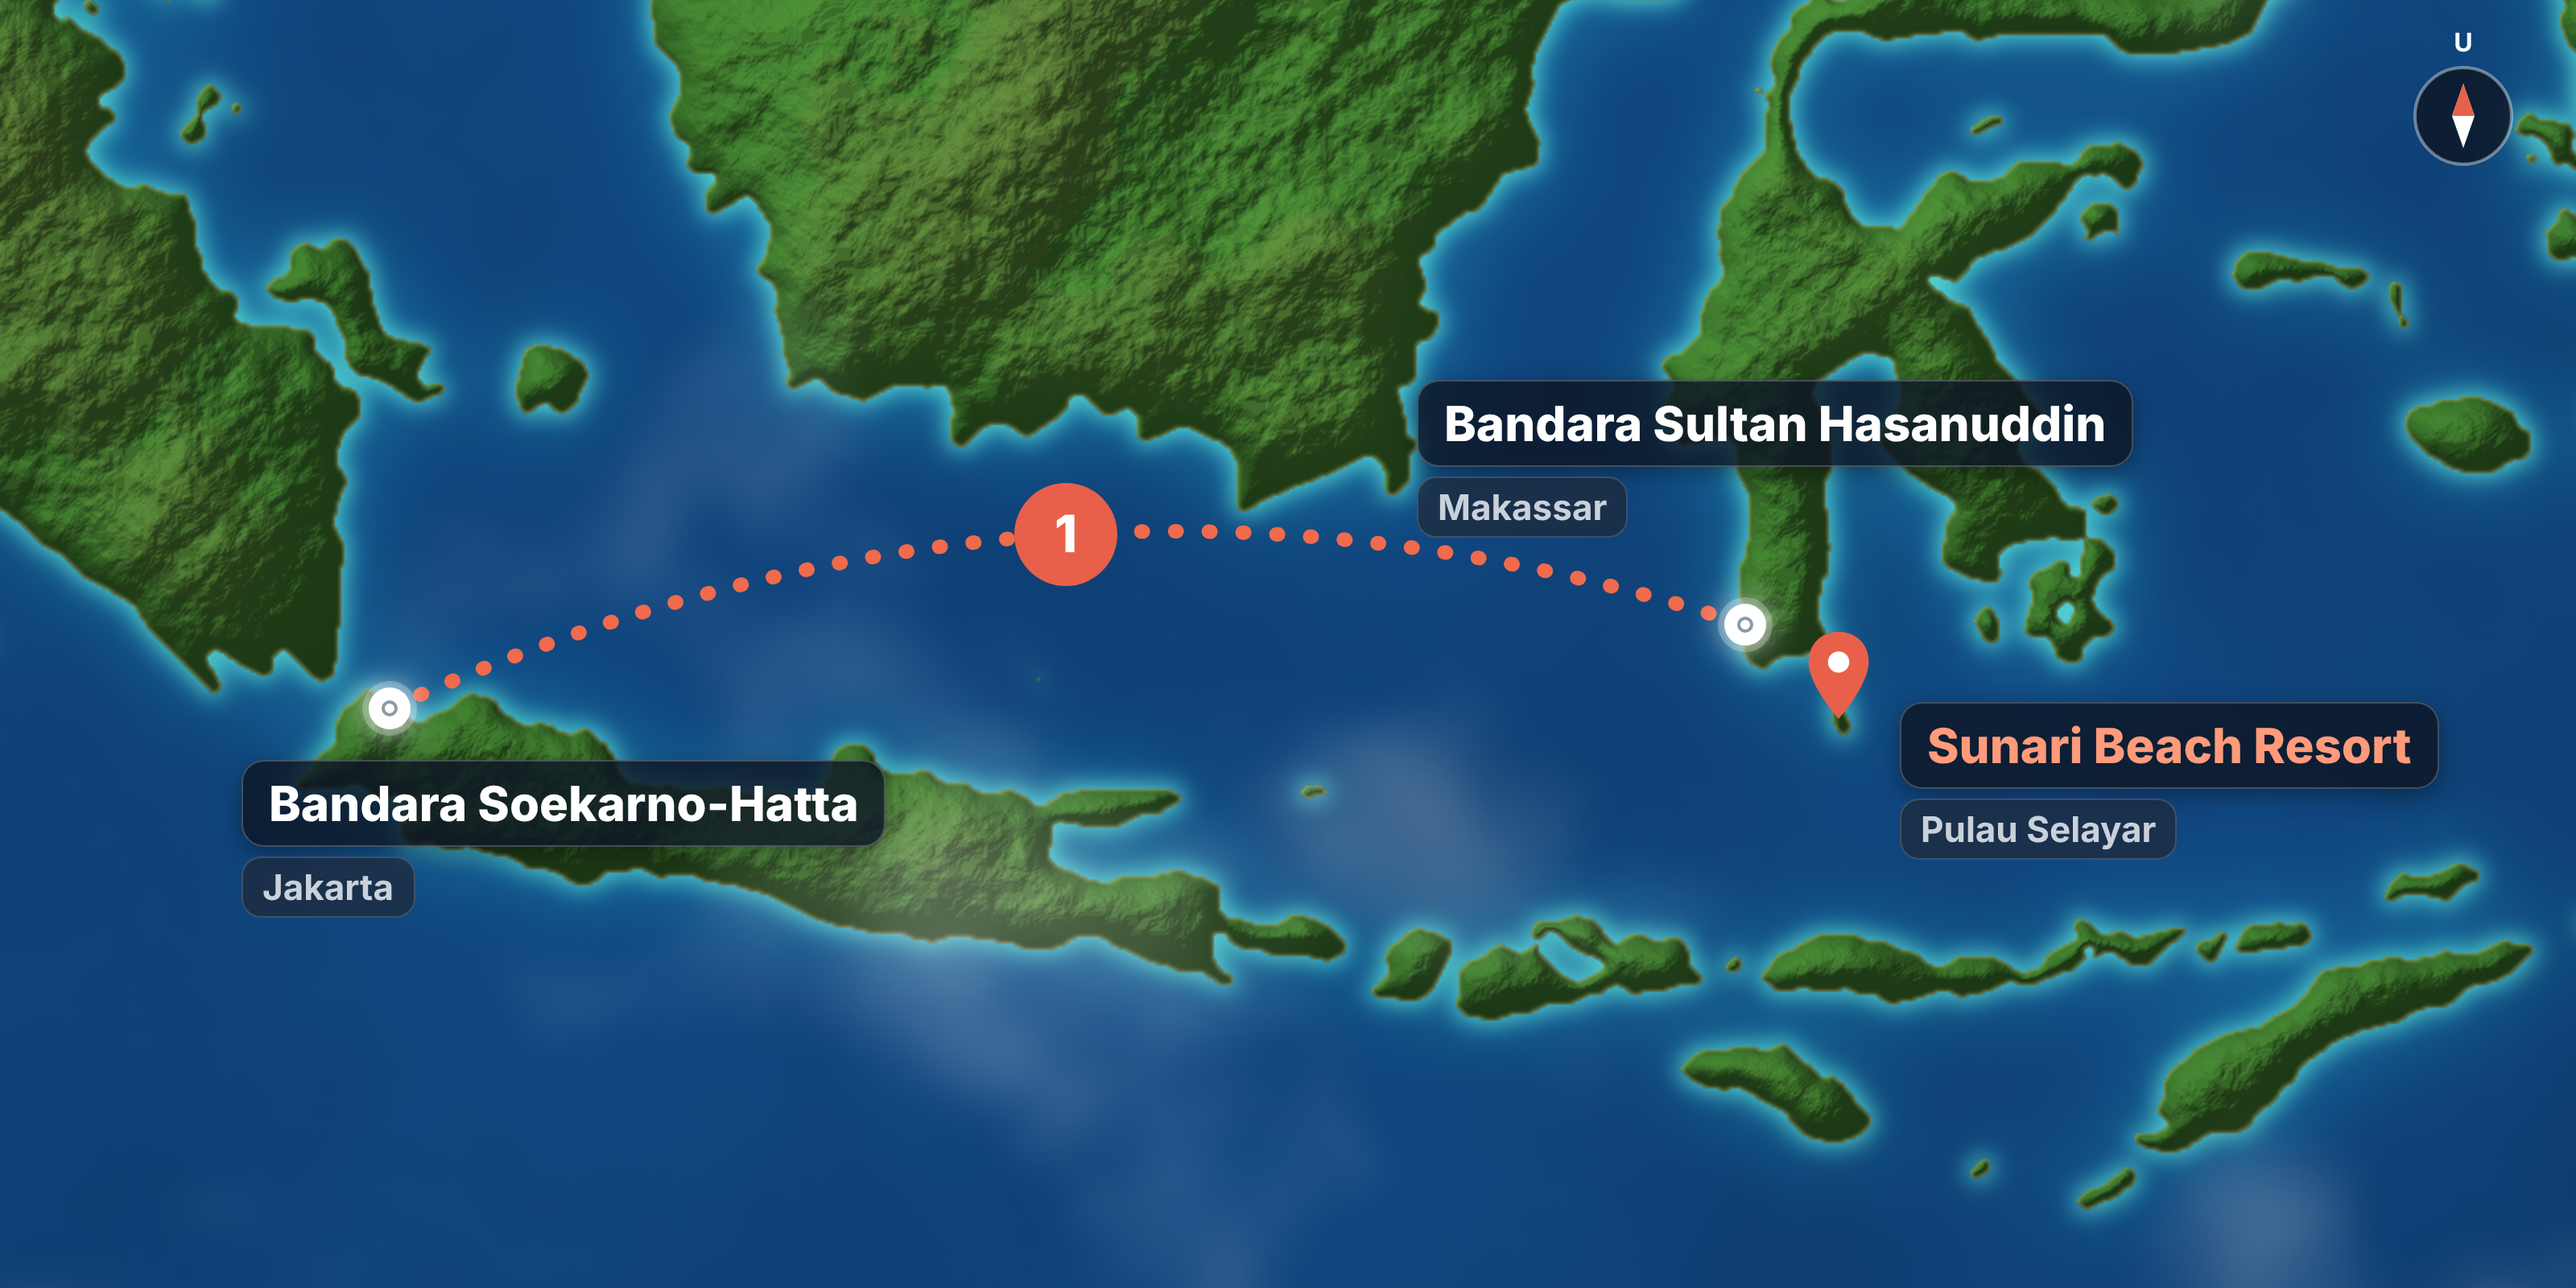 U
Bandara Sultan Hasanuddin
Makassar
1
Sunari Beach Resort
Pulau Selayar
Bandara Soekarno-Hatta
Jakarta